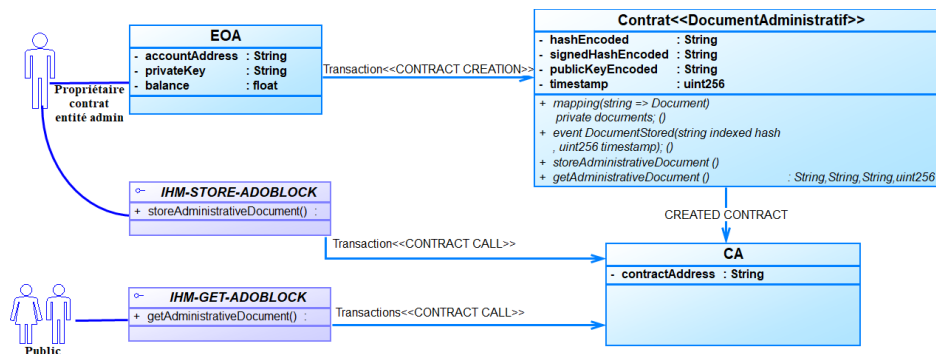 EOA
- accountAddress : String
- privateKey : String
- balance : float
Propriétaire
contrat
entité admin
Transaction<<CONTRACT CREATION>>
Contrat<<DocumentAdministratif>>
- hashEncoded : String
- signedHashEncoded : String
- publicKeyEncoded : String
- timestamp : uint256
+ mapping(string => Document)
private documents; ()
+ event DocumentStored(string indexed hash
, uint256 timestamp); ()
+ storeAdministrativeDocument ()
+ getAdministrativeDocument () : String,String,String,uint256
IHM-STORE-ADOBLOCK
+ storeAdministrativeDocument() :
CREATED CONTRACT
Transaction<<CONTRACT CALL>>
CA
- contractAddress : String
IHM-GET-ADOBLOCK
+ getAdministrativeDocument() :
Transactions<<CONTRACT CALL>>
Public